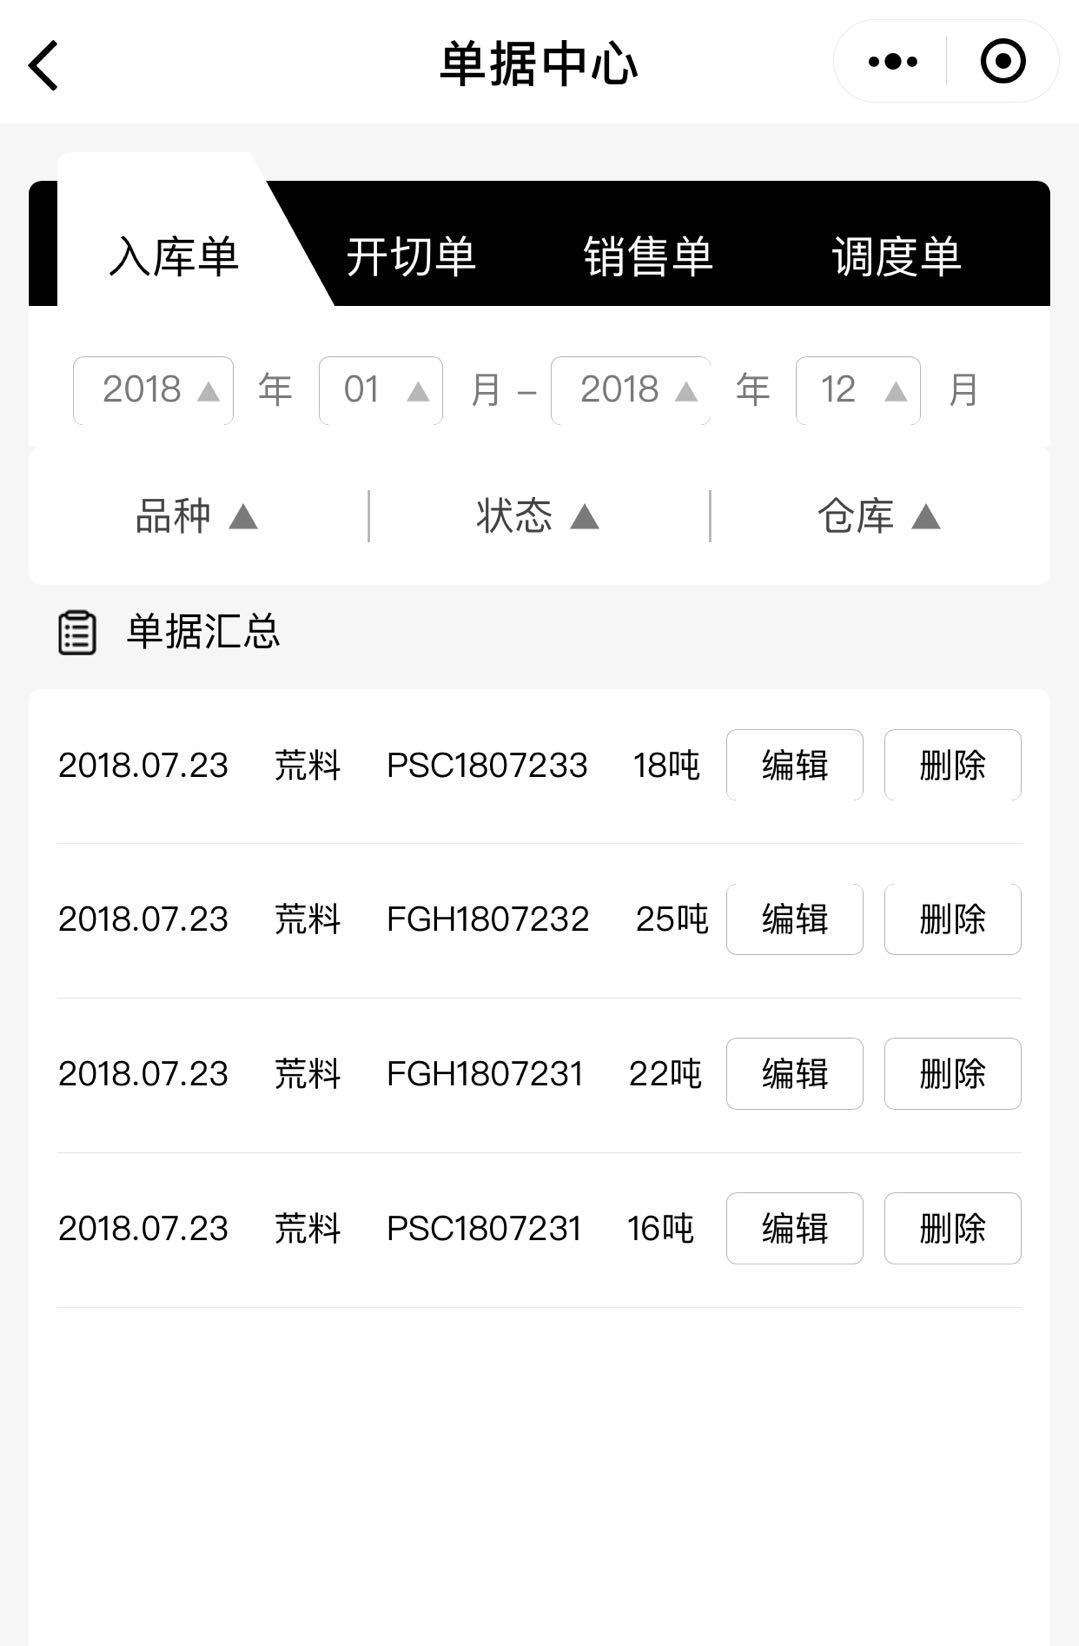 单据中心
入库单 开切单 销售单 调度单
2018 年 01 月 – 2018 年 12 月
品种 状态 仓库
单据汇总
2018.07.23 荒料 PSC1807233 18吨 编辑 删除
2018.07.23 荒料 FGH1807232 25吨 编辑 删除
2018.07.23 荒料 FGH1807231 22吨 编辑 删除
2018.07.23 荒料 PSC1807231 16吨 编辑 删除